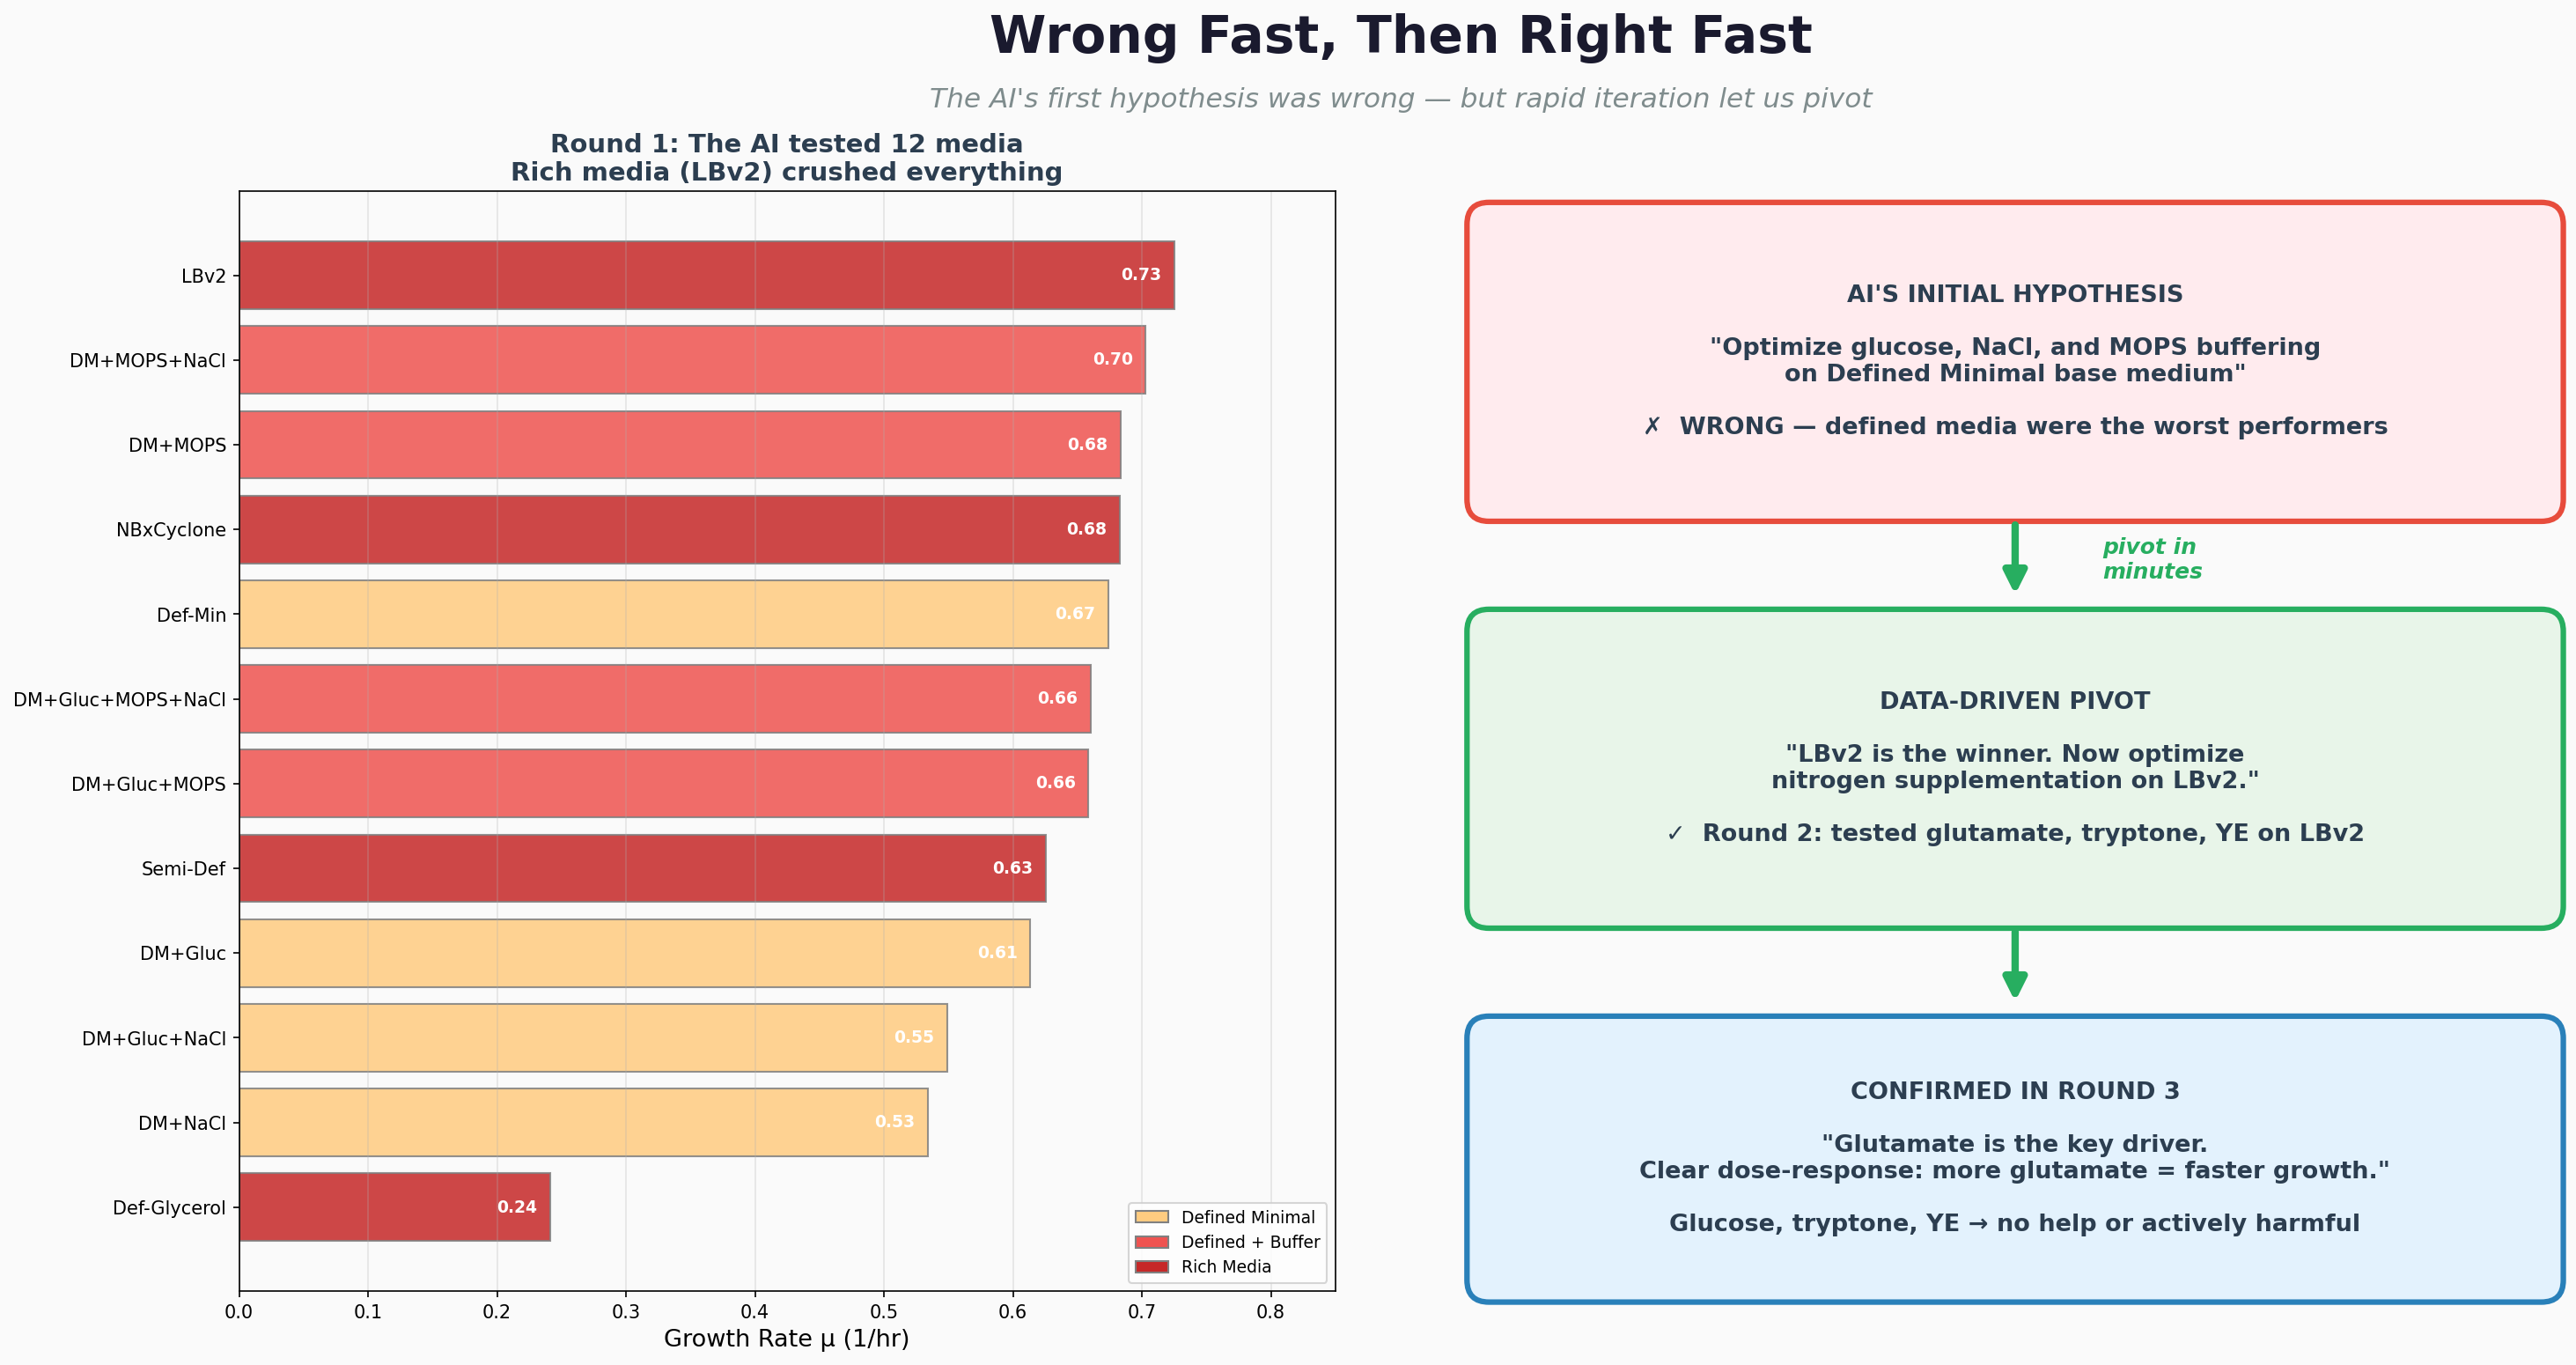 Wrong Fast, Then Right Fast
The AI's first hypothesis was wrong — but rapid iteration let us pivot
Round 1: The AI tested 12 media
Rich media (LBv2) crushed everything
LBv2
0.73
DM+MOPS+NaCl
0.70
DM+MOPS
0.68
NBxCyclone
0.68
Def-Min
0.67
DM+Gluc+MOPS+NaCl
0.66
DM+Gluc+MOPS
0.66
Semi-Def
0.63
DM+Gluc
0.61
DM+Gluc+NaCl
0.55
DM+NaCl
0.53
Def-Glycerol
0.24
Defined Minimal
Defined + Buffer
Rich Media
0.0 0.1 0.2 0.3 0.4 0.5 0.6 0.7 0.8
Growth Rate μ (1/hr)
AI'S INITIAL HYPOTHESIS
"Optimize glucose, NaCl, and MOPS buffering
on Defined Minimal base medium"
✗ WRONG — defined media were the worst performers
pivot in
minutes
DATA-DRIVEN PIVOT
"LBv2 is the winner. Now optimize
nitrogen supplementation on LBv2."
✓ Round 2: tested glutamate, tryptone, YE on LBv2
CONFIRMED IN ROUND 3
"Glutamate is the key driver.
Clear dose-response: more glutamate = faster growth."
Glucose, tryptone, YE → no help or actively harmful